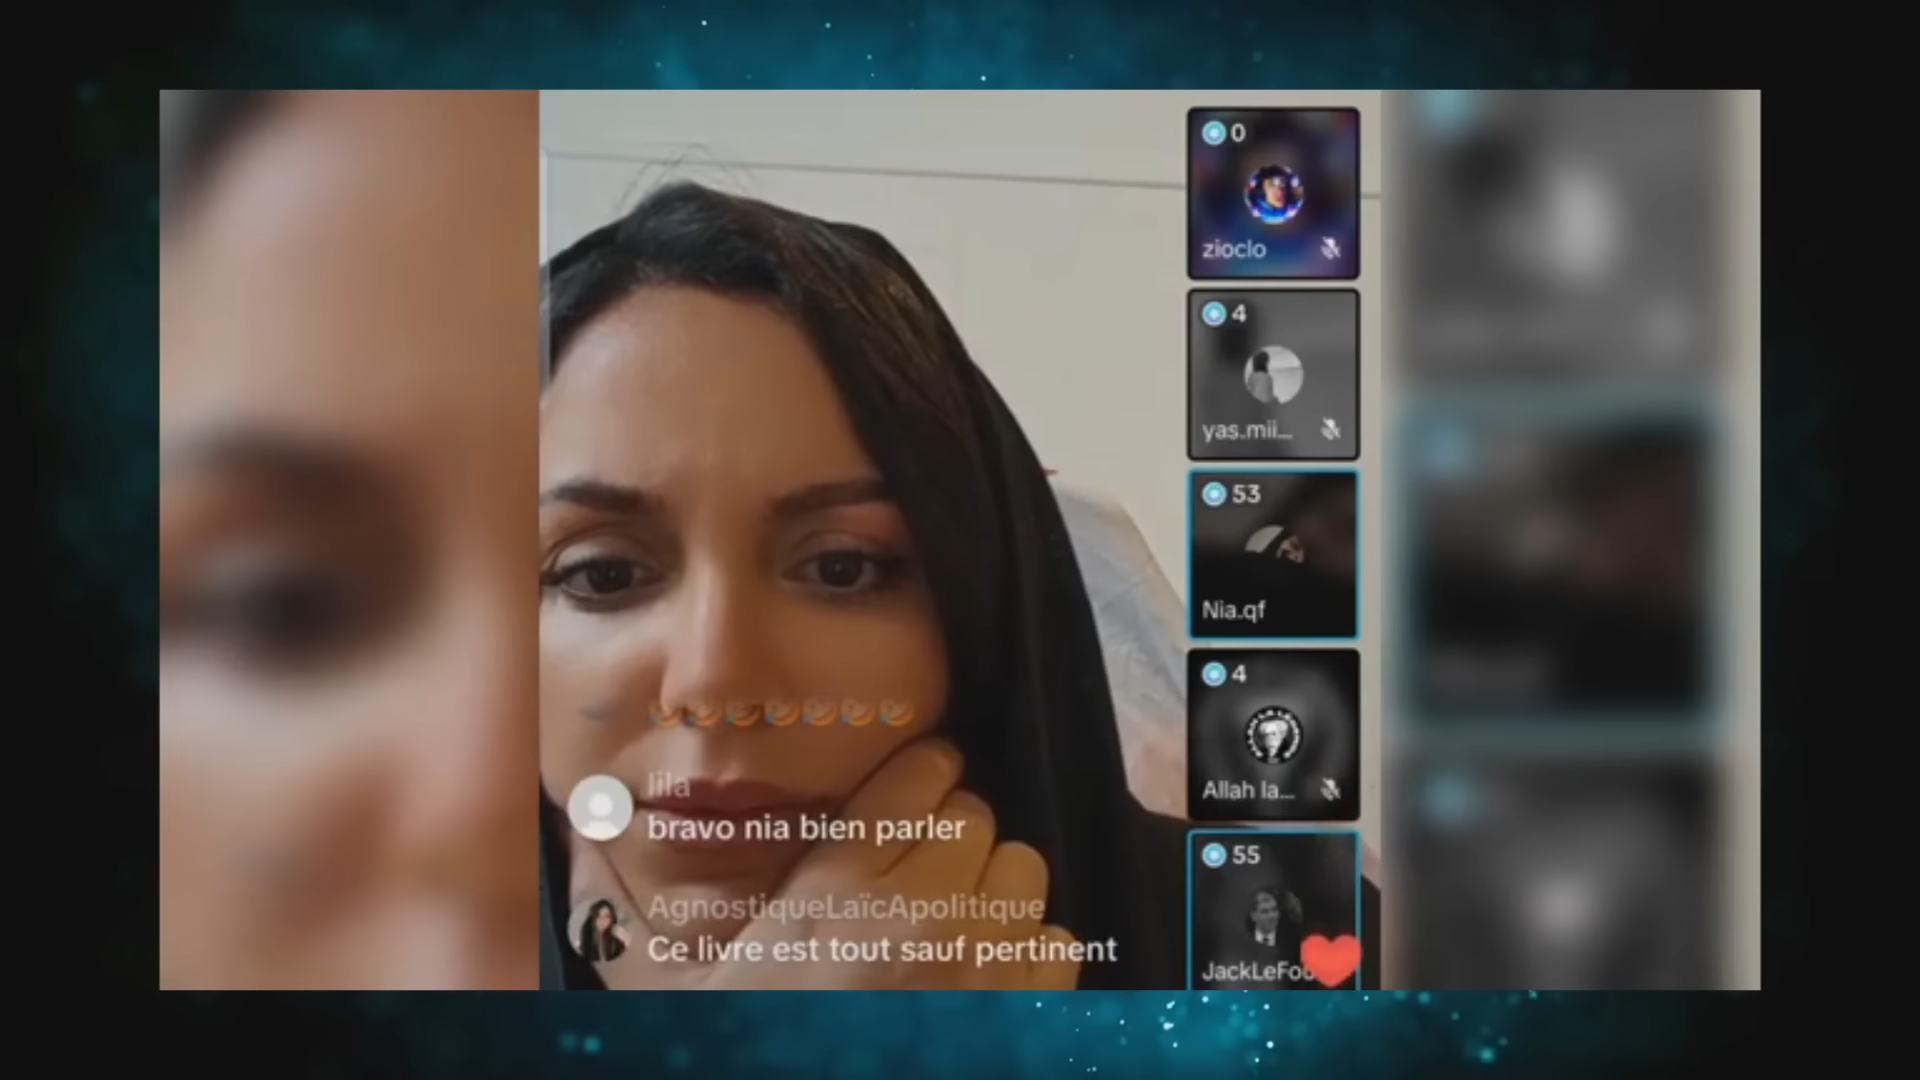 0
zioclo
4
yas.mii...
53
Nia.qf
4
Allah la...
55
JackLeFou
lila
bravo nia bien parler
AgnostiqueLaïcApolitique
Ce livre est tout sauf pertinent